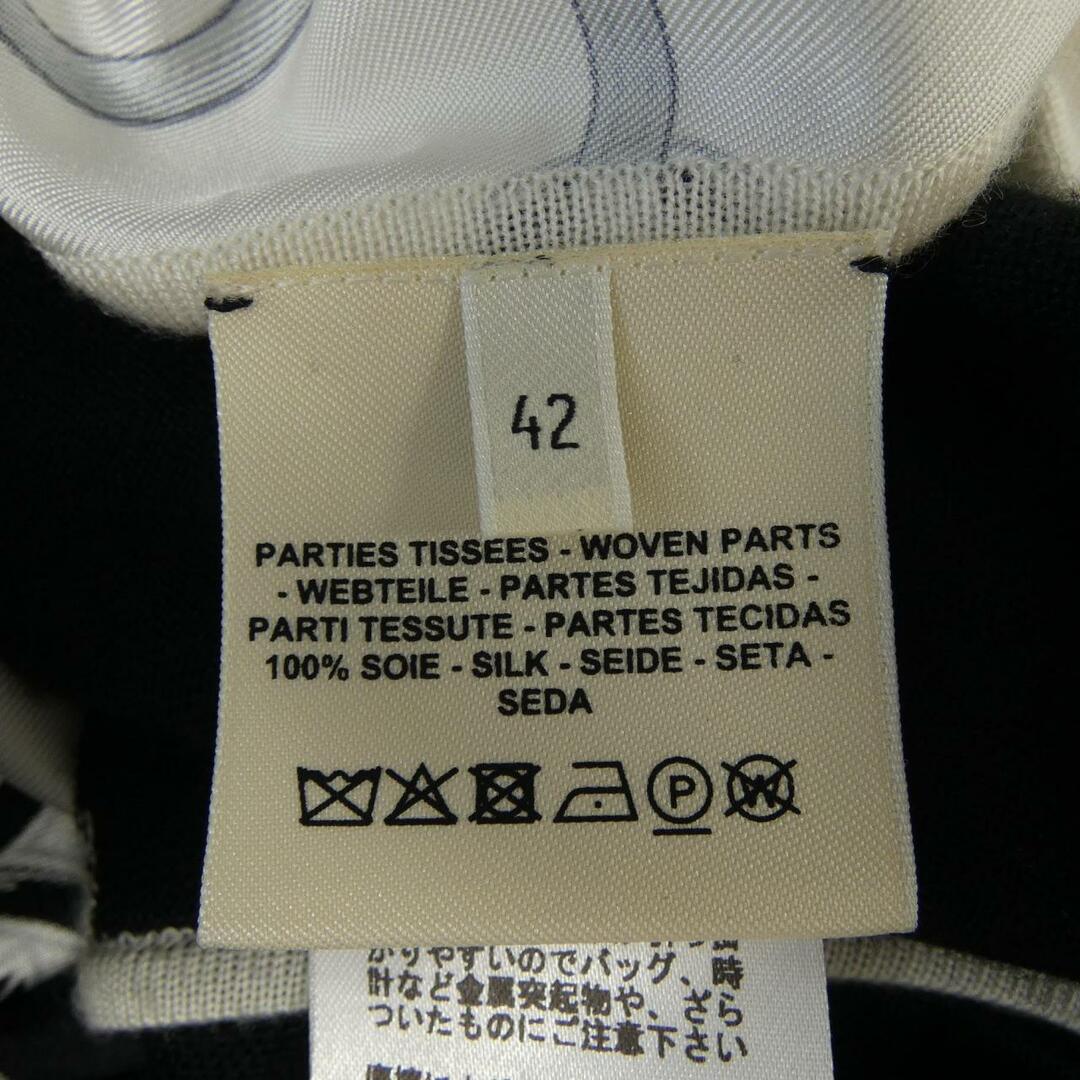 42
PARTIES TISSEES - WOVEN PARTS
- WEBTEILE - PARTES TEJIDAS -
PARTI TESSUTE - PARTES TECIDAS
100% SOIE - SILK - SEIDE - SETA -
SEDA
P W
かりやすいのでバッグ、時
計など金属突起物や、ざら
ついたものにご注意下さい